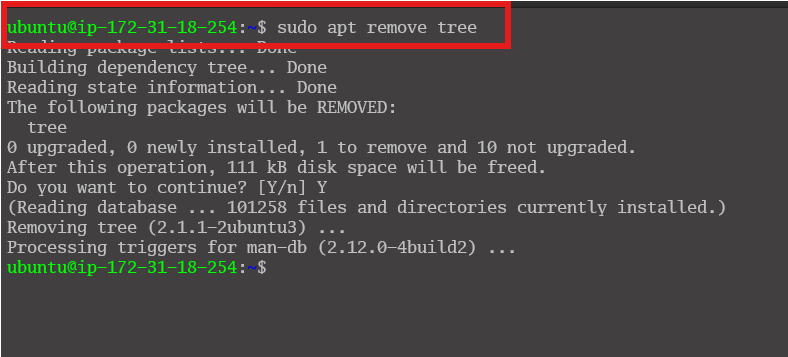 ubuntu@ip-172-31-18-254:~$ sudo apt remove tree
Reading package lists... Done
Building dependency tree... Done
Reading state information... Done
The following packages will be REMOVED:
  tree
0 upgraded, 0 newly installed, 1 to remove and 10 not upgraded.
After this operation, 111 kB disk space will be freed.
Do you want to continue? [Y/n] Y
(Reading database ... 101258 files and directories currently installed.)
Removing tree (2.1.1-2ubuntu3) ...
Processing triggers for man-db (2.12.0-4build2) ...
ubuntu@ip-172-31-18-254:~$